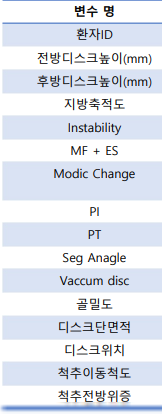 변수 명
환자ID
전방디스크높이(mm)
후방디스크높이(mm)
지방축적도
Instability
MF + ES
Modic Change
PI
PT
Seg Anagle
Vaccum disc
골밀도
디스크단면적
디스크위치
척추이동척도
척추전방위증